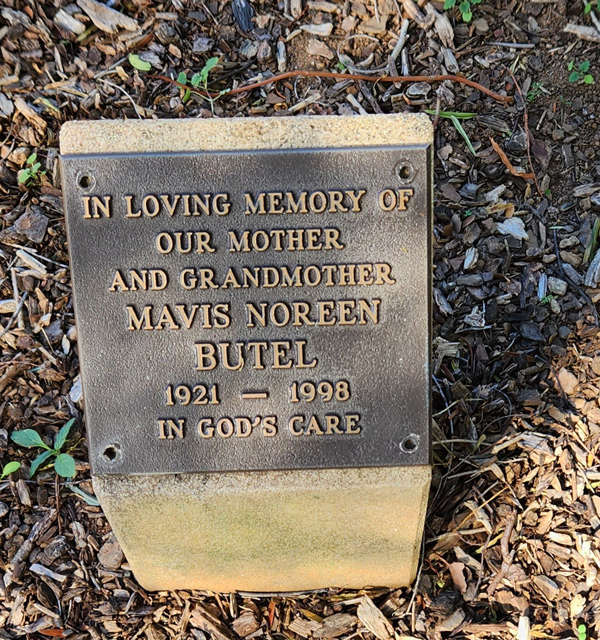 IN LOVING MEMORY OF
OUR MOTHER
AND GRANDMOTHER
MAVIS NOREEN
BUTEL
1921 — 1998
IN GOD'S CARE